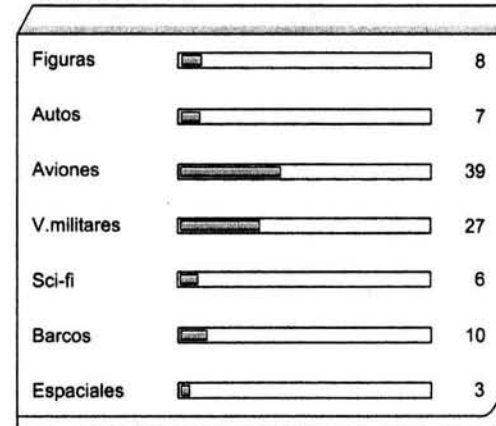 Figuras 8
Autos 7
Aviones 39
V.militares 27
Sci-fi 6
Barcos 10
Espaciales 3